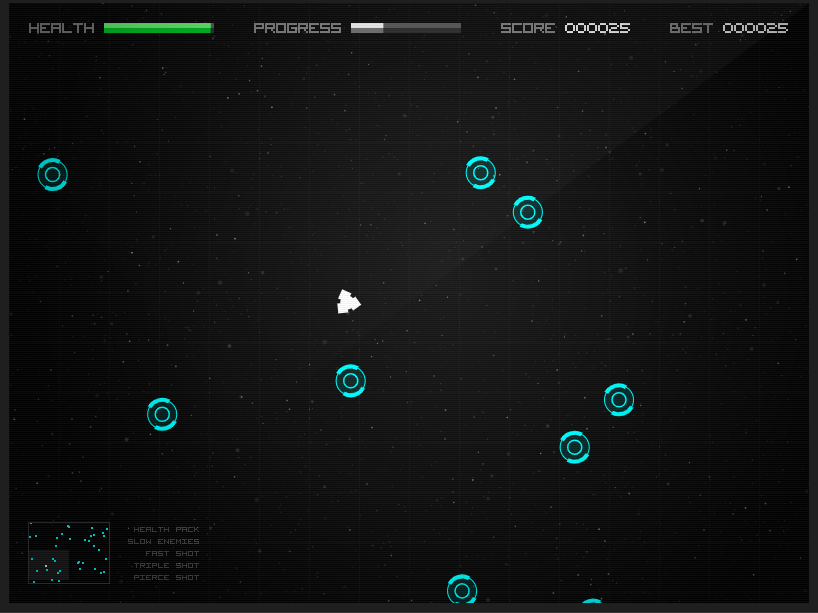 HEALTH PROGRESS SCORE 000025 BEST 000025
HEALTH PACK
SLOW ENEMIES
FAST SHOT
TRIPLE SHOT
PIERCE SHOT